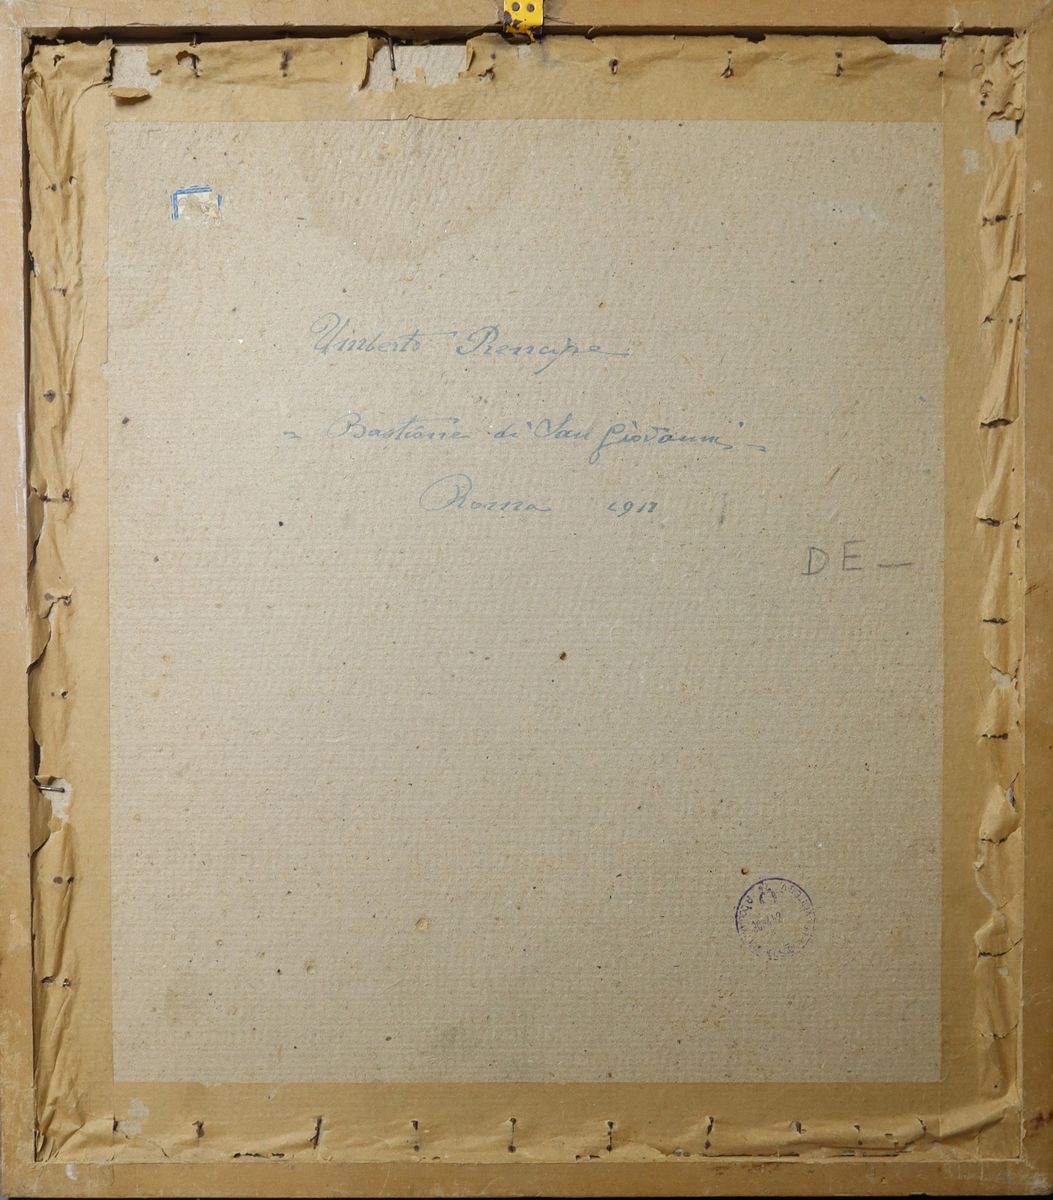 Umberto Prencipe
- Bastione di San Giovanni -
Roma 1917
DE —